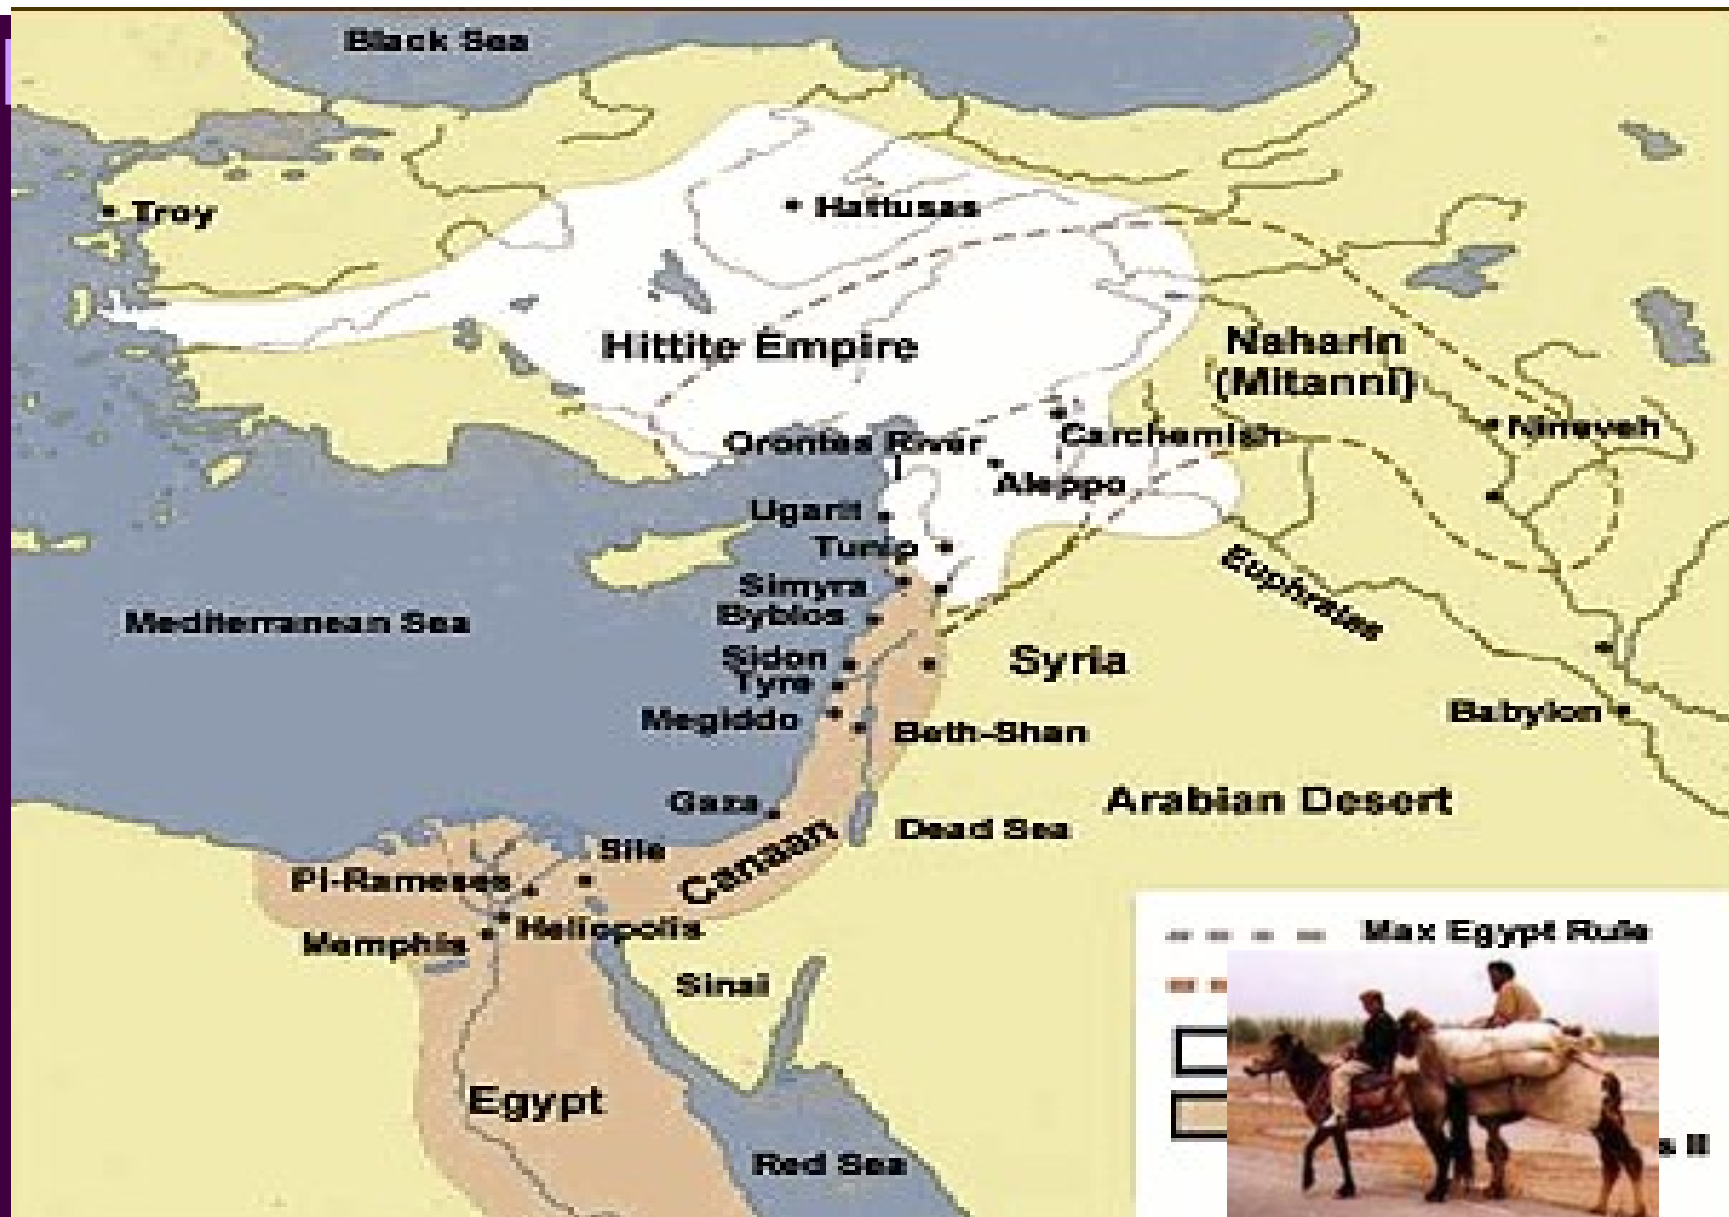 Black Sea
Troy
Hattusas
Hittite Empire
Naharin
(Mitanni)
Nineveh
Orontes River
Carchemish
Aleppo
Ugarit
Tunip
Euphrates
Simyra
Byblos
Mediterranean Sea
Sidon
Syria
Tyre
Megiddo
Beth-Shan
Babylon
Gaza
Arabian Desert
Dead Sea
Canaan
Sile
Pi-Rameses
Heliopolis
Memphis
Max Egypt Rule
Sinai
Egypt
s II
Red Sea